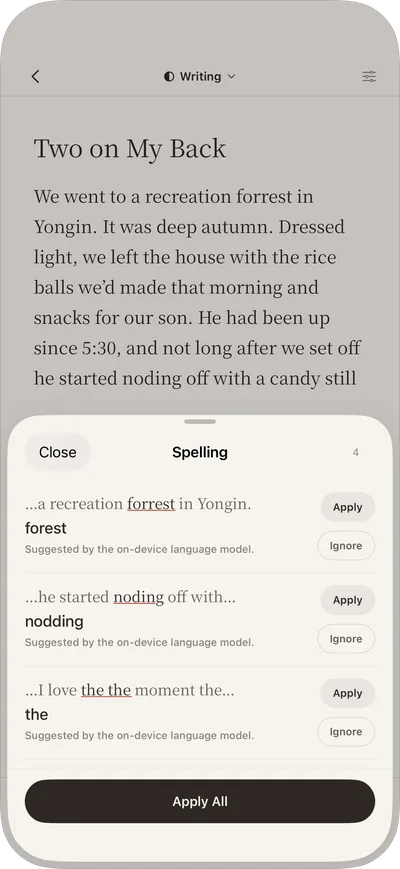 Writing
Two on My Back
We went to a recreation forrest in
Yongin. It was deep autumn. Dressed
light, we left the house with the rice
balls we’d made that morning and
snacks for our son. He had been up
since 5:30, and not long after we set off
he started noding off with a candy still
Close
Spelling
4
...a recreation forrest in Yongin.
forest
Suggested by the on-device language model.
Apply
Ignore
...he started noding off with...
nodding
Suggested by the on-device language model.
Apply
Ignore
...I love the the moment the...
the
Suggested by the on-device language model.
Apply
Ignore
Apply All